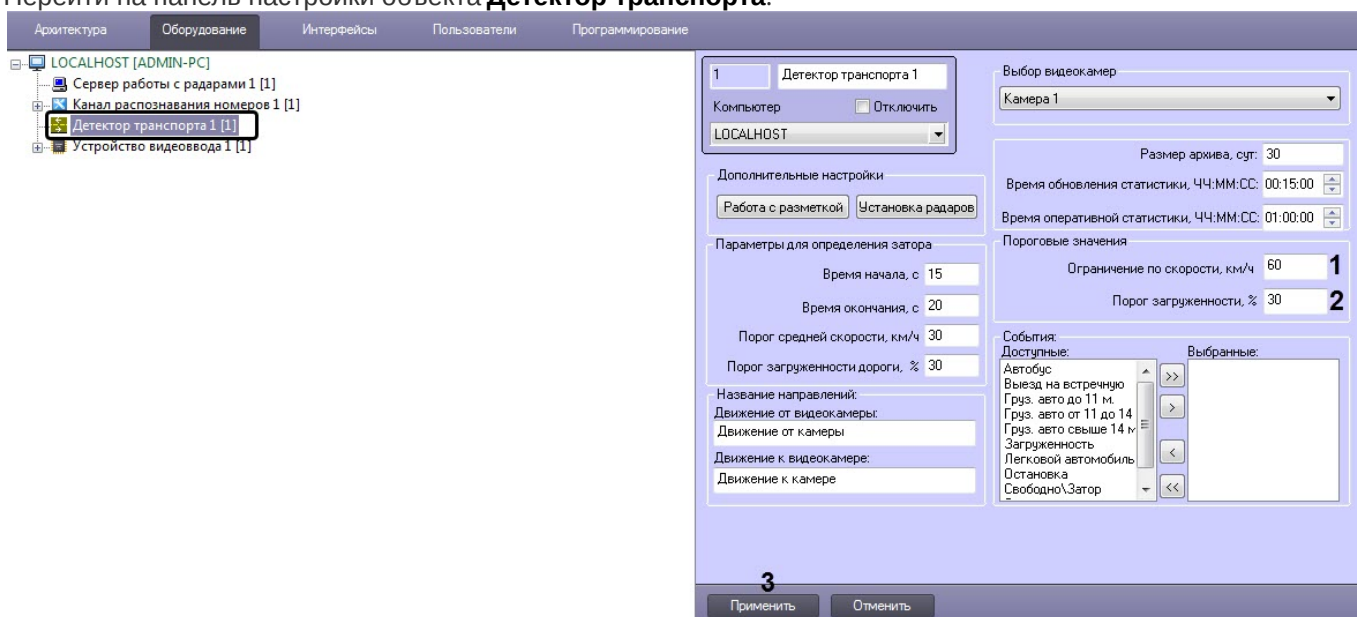 Перейти на панель настройки объекта Детектор транспорта.
Архитектура Оборудование Интерфейсы Пользователи Программирование
LOCALHOST [ADMIN-PC]
Сервер работы с радарами 1 [1]
Канал распознавания номеров 1 [1]
Детектор транспорта 1 [1]
Устройство видеоввода 1 [1]
1 Детектор транспорта 1
Компьютер Отключить
LOCALHOST
Дополнительные настройки
Работа с разметкой Установка радаров
Параметры для определения затора
Время начала, с 15
Время окончания, с 20
Порог средней скорости, км/ч 30
Порог загруженности дороги, % 30
Название направлений:
Движение от видеокамеры:
Движение от камеры
Движение к видеокамере:
Движение к камере
Выбор видеокамер
Камера 1
Размер архива, сут: 30
Время обновления статистики, ЧЧ:ММ:СС: 00:15:00
Время оперативной статистики, ЧЧ:ММ:СС: 01:00:00
Пороговые значения
Ограничение по скорости, км/ч 60 1
Порог загруженности, % 30 2
События:
Доступные: Выбранные:
Автобус
Выезд на встречную
Груз. авто до 11 м.
Груз. авто от 11 до 14
Груз. авто свыше 14 м
Загруженность
Легковой автомобиль
Остановка
Свободно\Затор
>>
>
<
<<
3
Применить Отменить